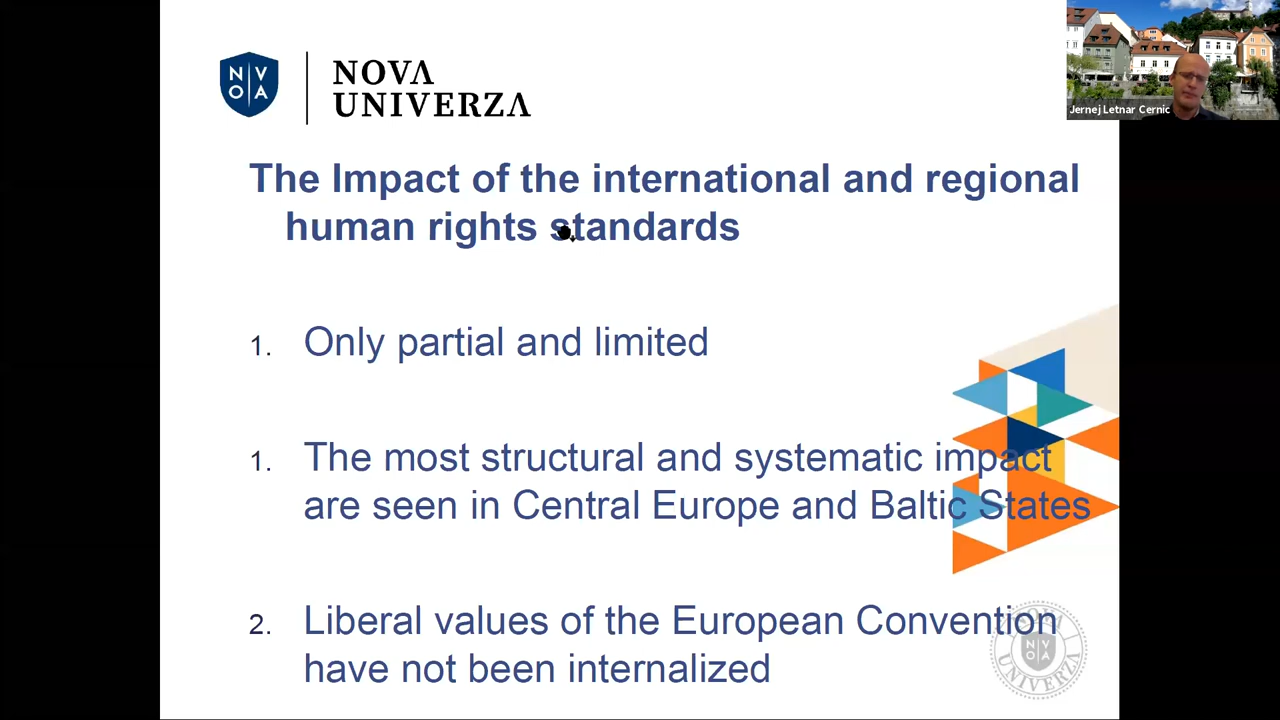 NOVA
UNIVERZA
N V
O A
Jernej Letnar Cernic
The Impact of the international and regional
human rights standards
1. Only partial and limited
1. The most structural and systematic impact
are seen in Central Europe and Baltic States
2. Liberal values of the European Convention
have not been internalized
NOVA
N V
O A
UNIVERZA